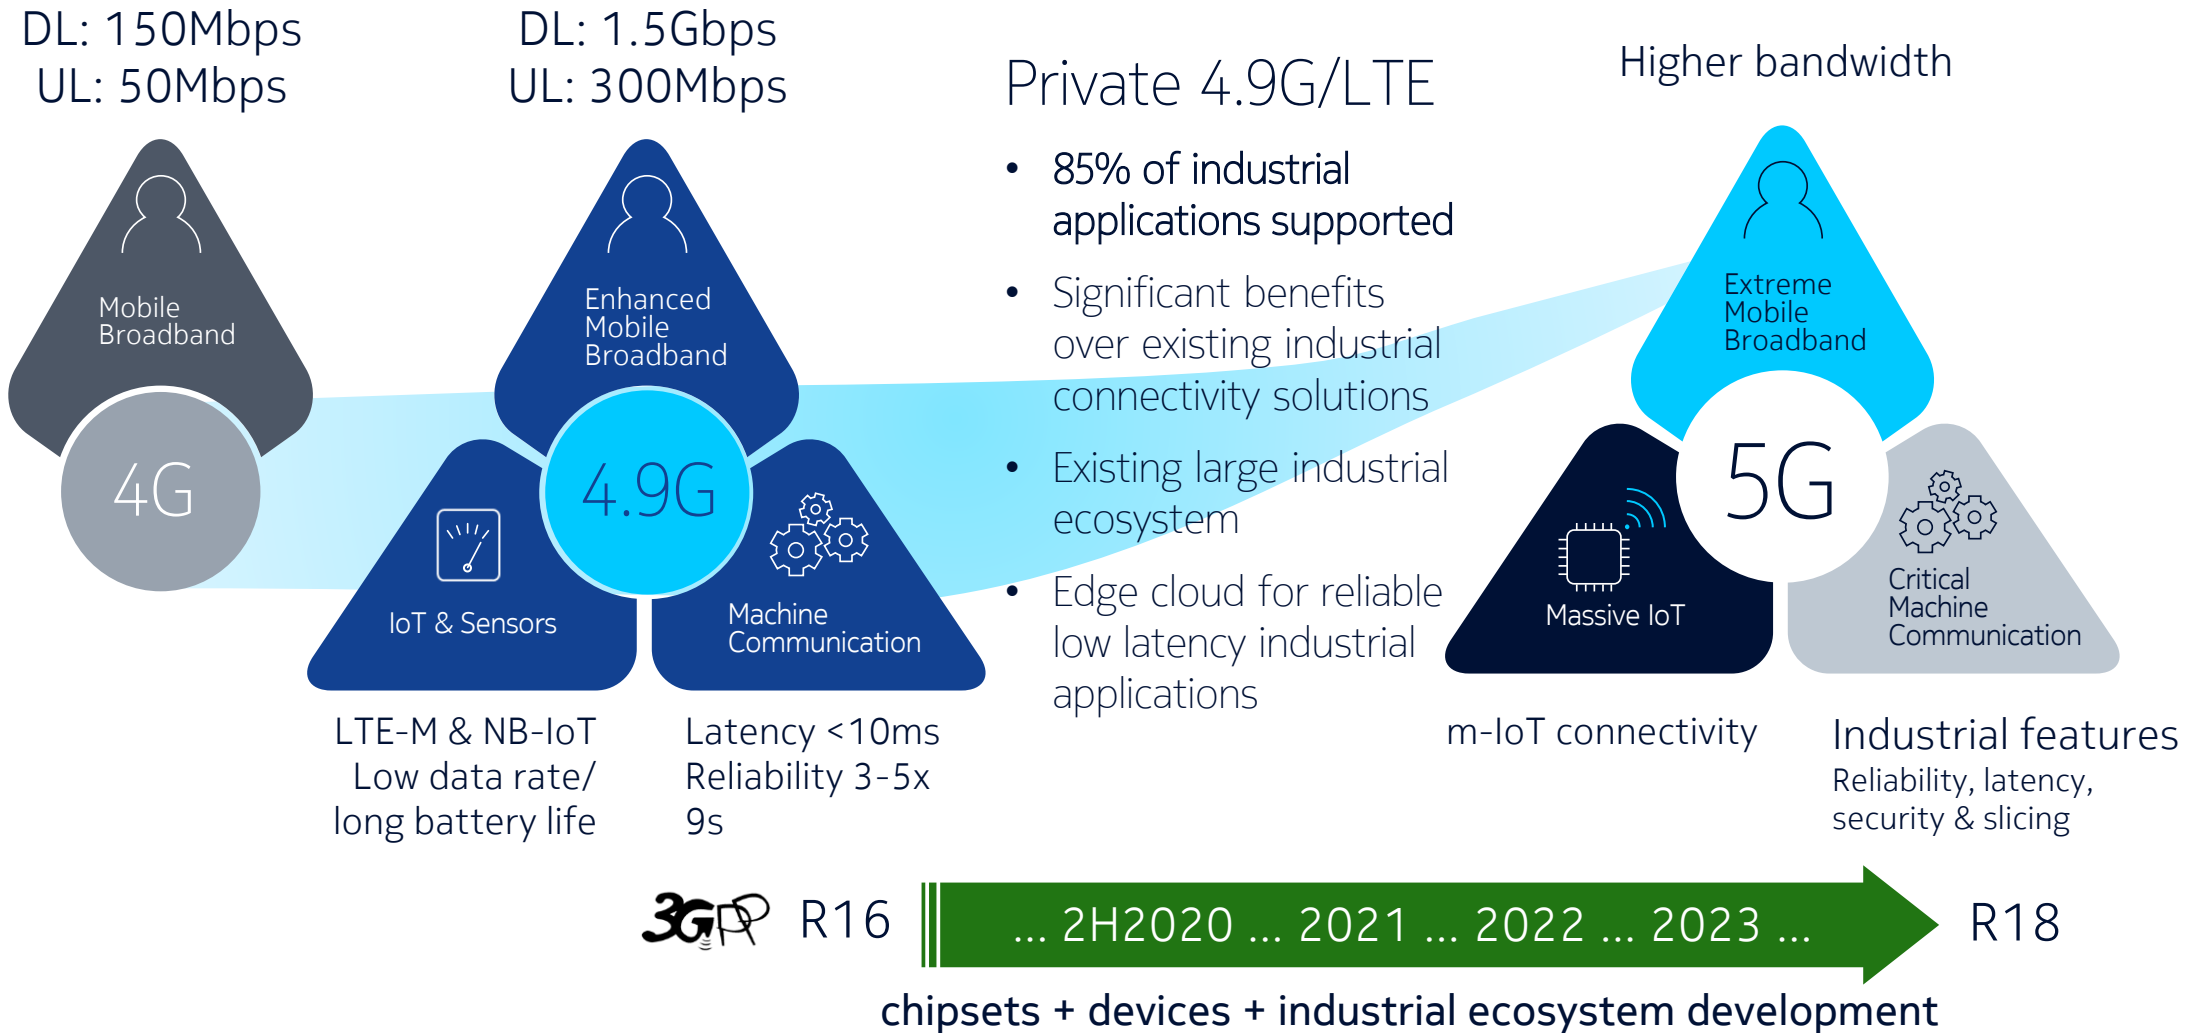 DL: 150Mbps
UL: 50Mbps
Mobile
Broadband
4G
DL: 1.5Gbps
UL: 300Mbps
Enhanced
Mobile
Broadband
4.9G
IoT & Sensors
Machine
Communication
LTE-M & NB-IoT
Low data rate/
long battery life
Latency <10ms
Reliability 3-5x
9s
Private 4.9G/LTE
• 85% of industrial
applications supported
• Significant benefits
over existing industrial
connectivity solutions
• Existing large industrial
ecosystem
• Edge cloud for reliable
low latency industrial
applications
Higher bandwidth
Extreme
Mobile
Broadband
5G
Massive IoT
Critical
Machine
Communication
m-IoT connectivity
Industrial features
Reliability, latency,
security & slicing
3GPP R16 ... 2H2020 ... 2021 ... 2022 ... 2023 ... R18
chipsets + devices + industrial ecosystem development